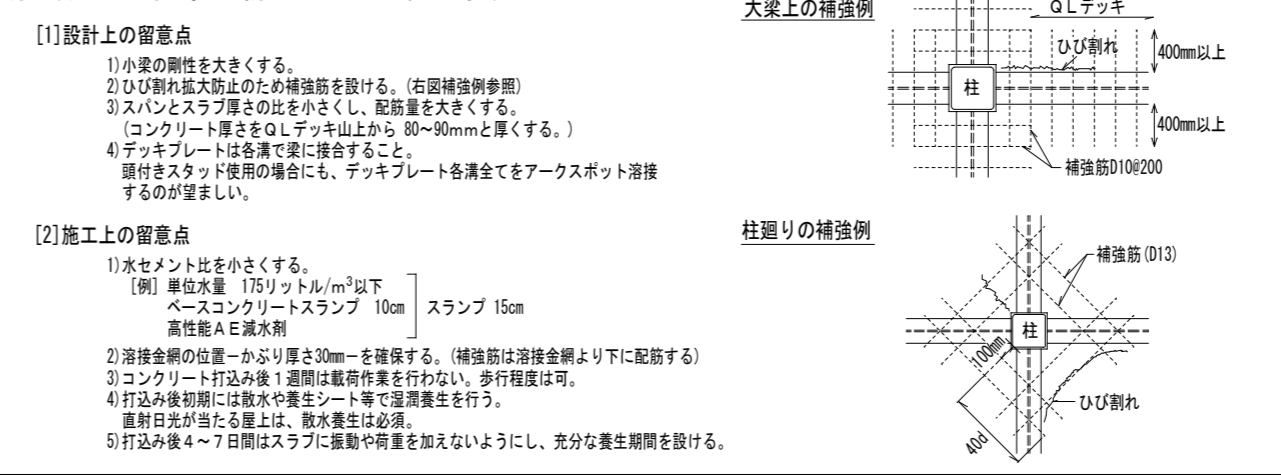 [1]設計上の留意点
1)小梁の剛性を大きくする。
2)ひび割れ拡大防止のため補強筋を設ける。(右図補強例参照)
3)スパンとスラブ厚さの比を小さくし、配筋量を大きくする。
(コンクリート厚さをQLデッキ山上から 80～90mmと厚くする。)
4)デッキプレートは各溝で梁に接合すること。
頭付きスタッド使用の場合にも、デッキプレート各溝全てをアークスポット溶接
するのが望ましい。
[2]施工上の留意点
1)水セメント比を小さくする。
[例] 単位水量 175リットル/m³以下
ベースコンクリートスランプ 10cm
高性能AE減水剤
スランプ 15cm
2)溶接金網の位置－かぶり厚さ30mm－を確保する。(補強筋は溶接金網より下に配筋する)
3)コンクリート打込み後1週間は載荷作業を行わない。歩行程度は可。
4)打込み後初期には散水や養生シート等で湿潤養生を行う。
直射日光が当たる屋上は、散水養生は必須。
5)打込み後4～7日間はスラブに振動や荷重を加えないようにし、充分な養生期間を設ける。
大梁上の補強例
QLデッキ
ひび割れ
400mm以上
柱
400mm以上
補強筋D10@200
柱廻りの補強例
補強筋(D13)
柱
100mm
ひび割れ
40d